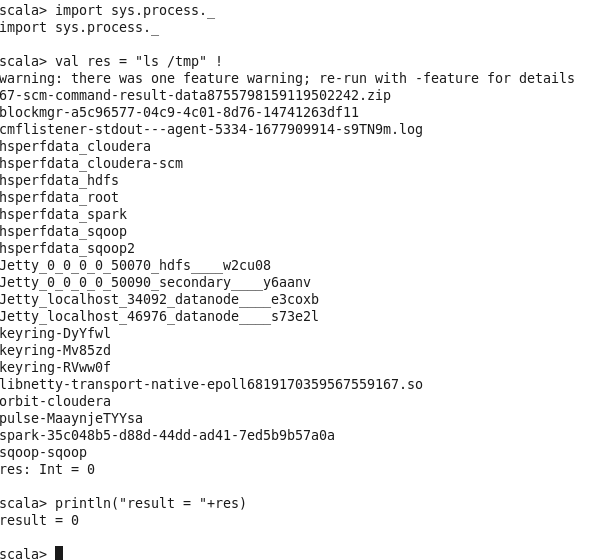 scala> import sys.process._
import sys.process._
scala> val res = "ls /tmp" !
warning: there was one feature warning; re-run with -feature for details
67-scm-command-result-data8755798159119502242.zip
blockmgr-a5c96577-04c9-4c01-8d76-14741263df11
cmflistener-stdout---agent-5334-1677909914-s9TN9m.log
hsperfdata_cloudera
hsperfdata_cloudera-scm
hsperfdata_hdfs
hsperfdata_root
hsperfdata_spark
hsperfdata_sqoop
hsperfdata_sqoop2
Jetty_0_0_0_0_50070_hdfs____w2cu08
Jetty_0_0_0_0_50090_secondary____y6aanv
Jetty_localhost_34092_datanode____e3coxb
Jetty_localhost_46976_datanode____s73e2l
keyring-DyYfwl
keyring-Mv85zd
keyring-RVww0f
libnetty-transport-native-epoll6819170359567559167.so
orbit-cloudera
pulse-MaaynjeTYYsa
spark-35c048b5-d88d-44dd-ad41-7ed5b9b57a0a
sqoop-sqoop
res: Int = 0
scala> println("result = "+res)
result = 0
scala>